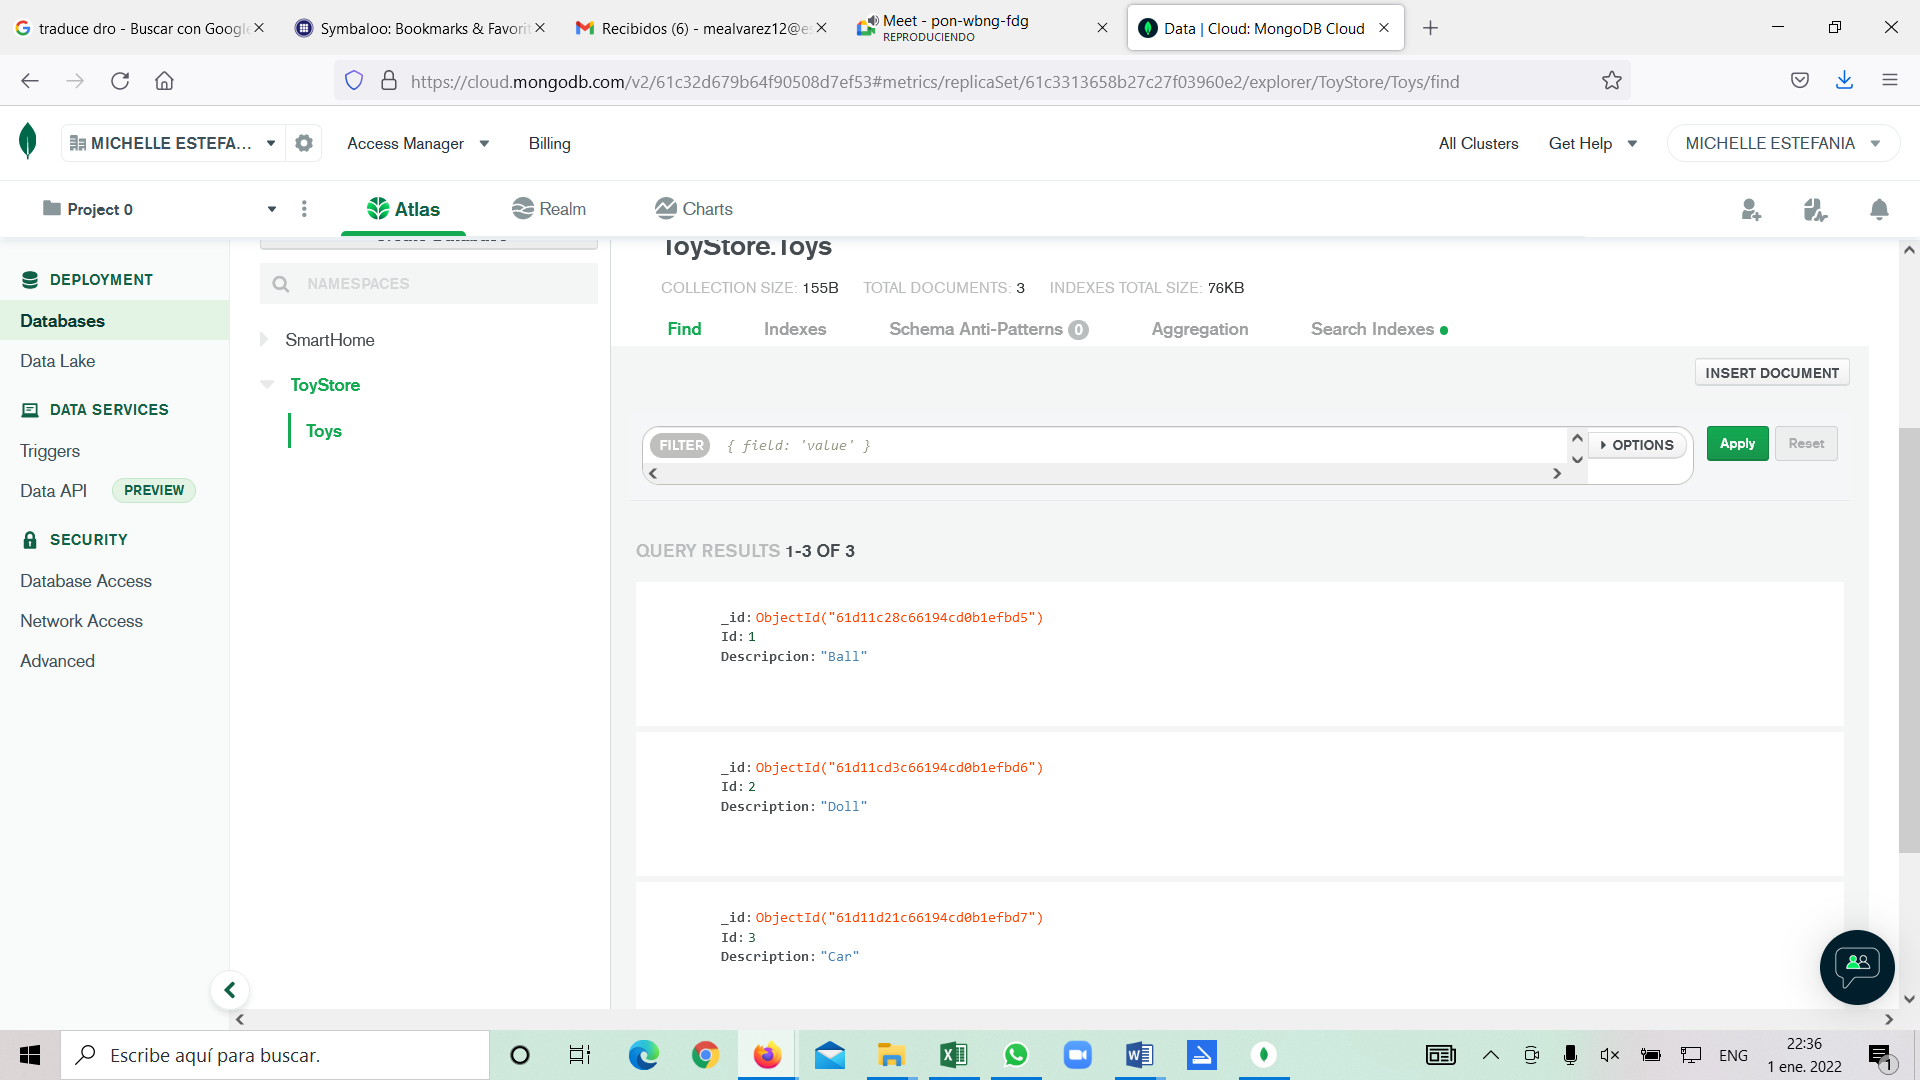 traduce dro - Buscar con Google
Symbaloo: Bookmarks & Favorit
Recibidos (6) - mealvarez12@es
Meet - pon-wbng-fdg
REPRODUCIENDO
Data | Cloud: MongoDB Cloud
https://cloud.mongodb.com/v2/61c32d679b64f90508d7ef53#metrics/replicaSet/61c3313658b27c27f03960e2/explorer/ToyStore/Toys/find
MICHELLE ESTEFA...
Access Manager
Billing
All Clusters
Get Help
MICHELLE ESTEFANIA
Project 0
Atlas
Realm
Charts
DEPLOYMENT
Databases
Data Lake
DATA SERVICES
Triggers
Data API
PREVIEW
SECURITY
Database Access
Network Access
Advanced
NAMESPACES
SmartHome
ToyStore
Toys
ToyStore.Toys
COLLECTION SIZE: 155B TOTAL DOCUMENTS: 3 INDEXES TOTAL SIZE: 76KB
Find Indexes Schema Anti-Patterns 0 Aggregation Search Indexes
INSERT DOCUMENT
FILTER { field: 'value' }
OPTIONS
Apply
Reset
QUERY RESULTS 1-3 OF 3
_id: ObjectId("61d11c28c66194cd0b1efbd5")
Id: 1
Descripcion: "Ball"
_id: ObjectId("61d11cd3c66194cd0b1efbd6")
Id: 2
Description: "Doll"
_id: ObjectId("61d11d21c66194cd0b1efbd7")
Id: 3
Description: "Car"
Escribe aquí para buscar.
ENG
22:36
1 ene. 2022
1